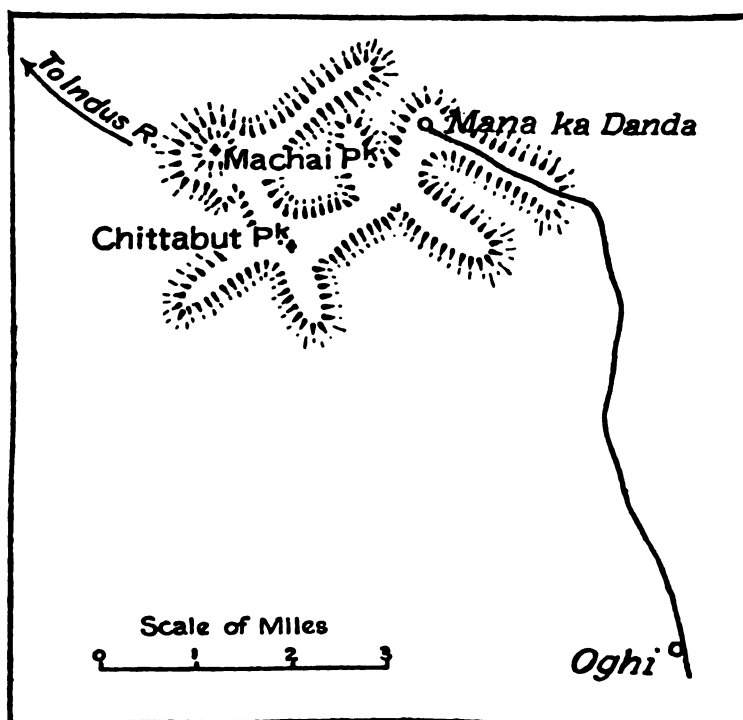 To Indus R.
Mana ka Danda
Machai Pk.
Chittabut Pk
Scale of Miles
0 1 2 3
Oghi